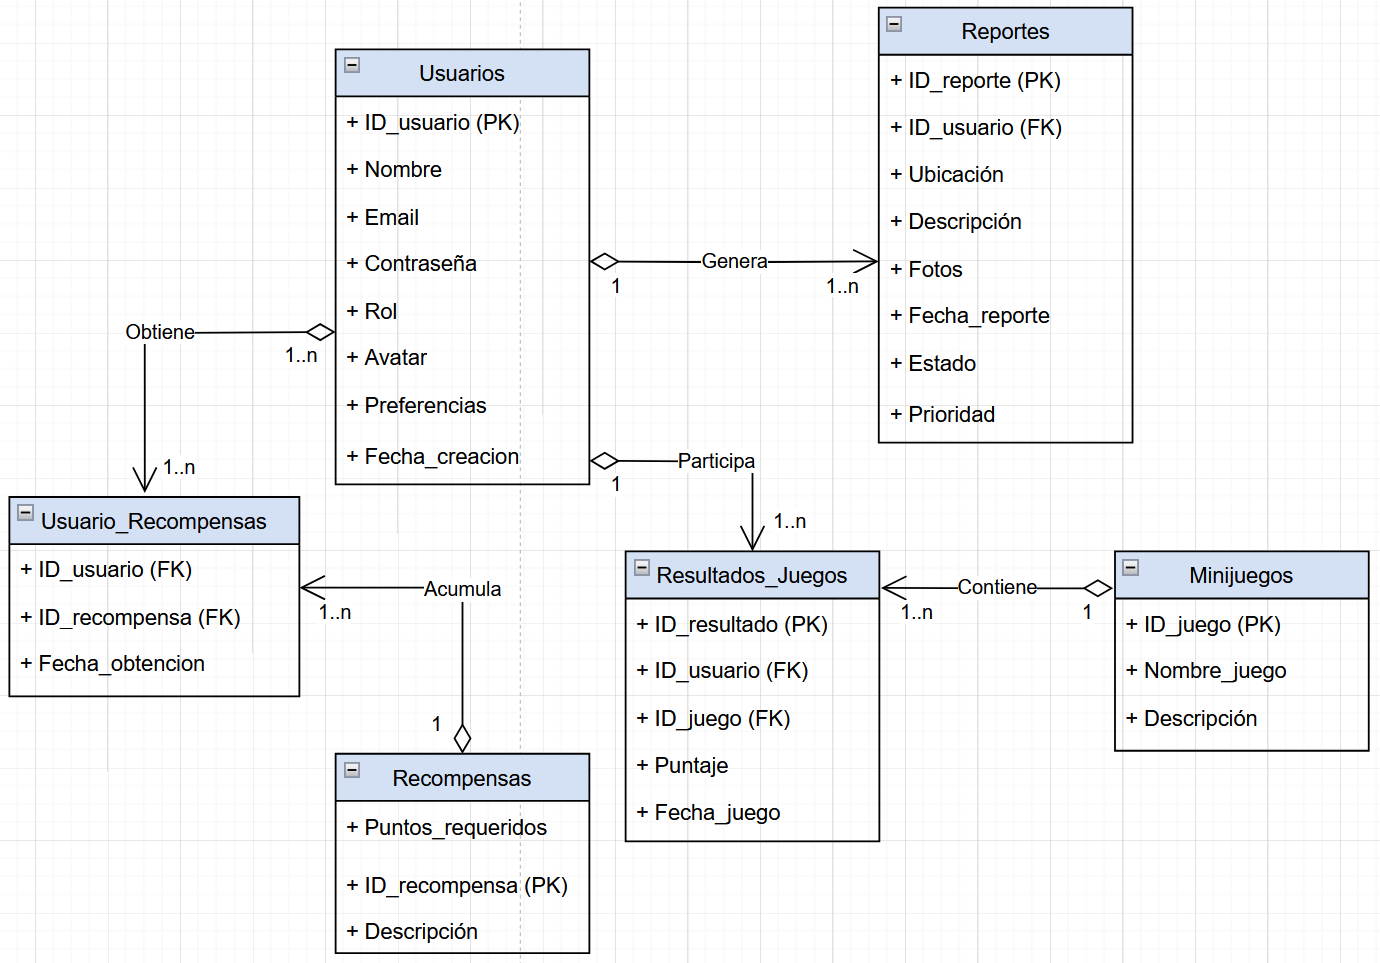 Usuarios
+ ID_usuario (PK)
+ Nombre
+ Email
+ Contraseña
+ Rol
+ Avatar
+ Preferencias
+ Fecha_creacion
Reportes
+ ID_reporte (PK)
+ ID_usuario (FK)
+ Ubicación
+ Descripción
+ Fotos
+ Fecha_reporte
+ Estado
+ Prioridad
Genera
1
1..n
Obtiene
1..n
1..n
Participa
1
1..n
Usuario_Recompensas
+ ID_usuario (FK)
+ ID_recompensa (FK)
+ Fecha_obtencion
Acumula
1..n
1
Resultados_Juegos
+ ID_resultado (PK)
+ ID_usuario (FK)
+ ID_juego (FK)
+ Puntaje
+ Fecha_juego
Contiene
1..n
1
Minijuegos
+ ID_juego (PK)
+ Nombre_juego
+ Descripción
Recompensas
+ Puntos_requeridos
+ ID_recompensa (PK)
+ Descripción